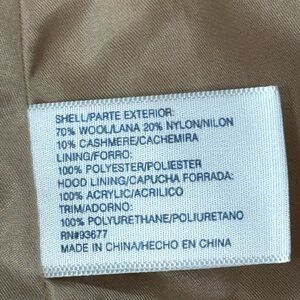 SHELL/PARTE EXTERIOR:
70% WOOL/LANA 20% NYLON/NILON
10% CASHMERE/CACHEMIRA
LINING/FORRO:
100% POLYESTER/POLIESTER
HOOD LINING/CAPUCHA FORRADA:
100% ACRYLIC/ACRILICO
TRIM/ADORNO:
100% POLYURETHANE/POLIURETANO
RN#93677
MADE IN CHINA/HECHO EN CHINA